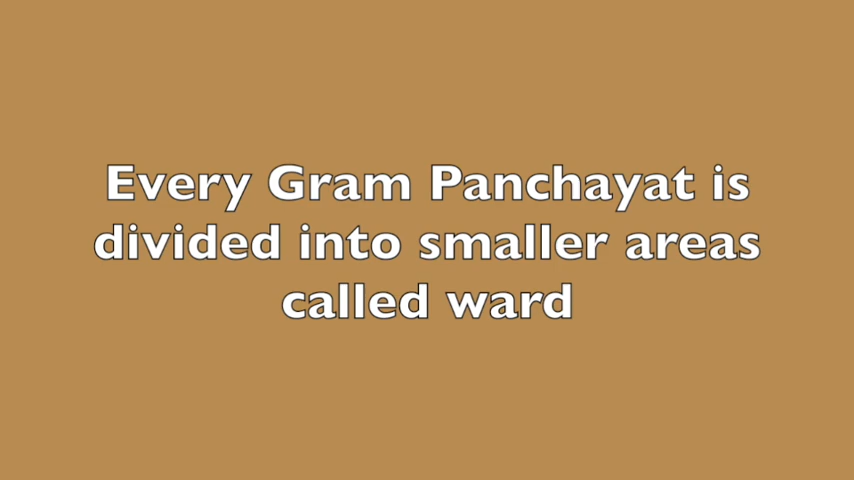 Every Gram Panchayat is
divided into smaller areas
called ward